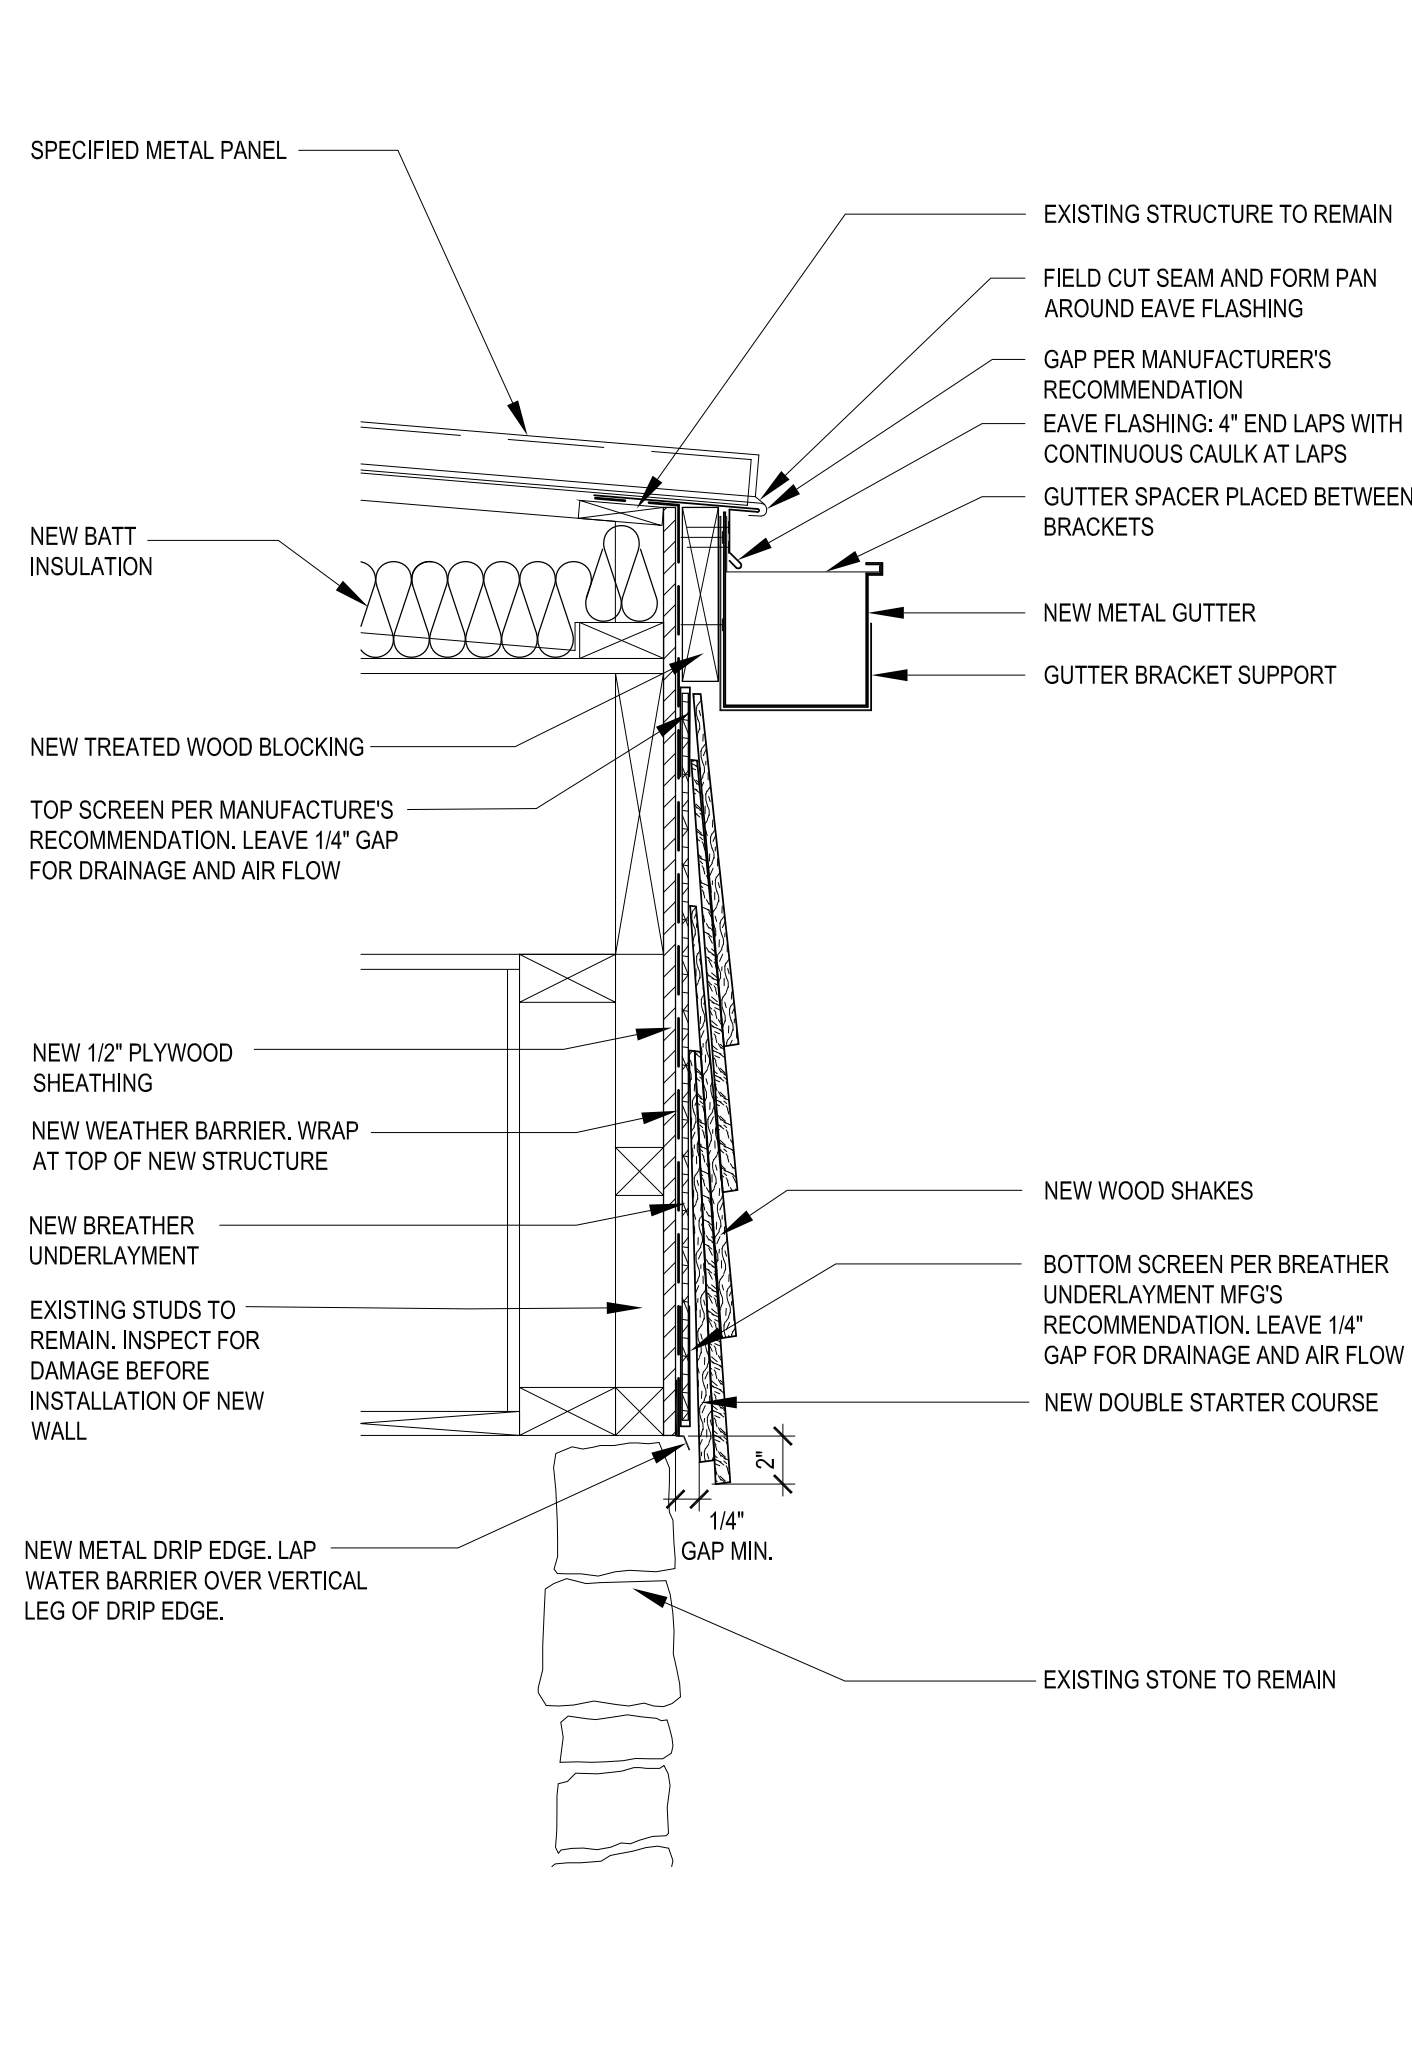 SPECIFIED METAL PANEL
EXISTING STRUCTURE TO REMAIN
FIELD CUT SEAM AND FORM PAN
AROUND EAVE FLASHING
GAP PER MANUFACTURER'S
RECOMMENDATION
EAVE FLASHING: 4" END LAPS WITH
CONTINUOUS CAULK AT LAPS
GUTTER SPACER PLACED BETWEEN
BRACKETS
NEW BATT
INSULATION
NEW METAL GUTTER
GUTTER BRACKET SUPPORT
NEW TREATED WOOD BLOCKING
TOP SCREEN PER MANUFACTURE'S
RECOMMENDATION. LEAVE 1/4" GAP
FOR DRAINAGE AND AIR FLOW
NEW 1/2" PLYWOOD
SHEATHING
NEW WEATHER BARRIER. WRAP
AT TOP OF NEW STRUCTURE
NEW BREATHER
UNDERLAYMENT
EXISTING STUDS TO
REMAIN. INSPECT FOR
DAMAGE BEFORE
INSTALLATION OF NEW
WALL
NEW WOOD SHAKES
BOTTOM SCREEN PER BREATHER
UNDERLAYMENT MFG'S
RECOMMENDATION. LEAVE 1/4"
GAP FOR DRAINAGE AND AIR FLOW
NEW DOUBLE STARTER COURSE
2"
1/4"
GAP MIN.
NEW METAL DRIP EDGE. LAP
WATER BARRIER OVER VERTICAL
LEG OF DRIP EDGE.
EXISTING STONE TO REMAIN